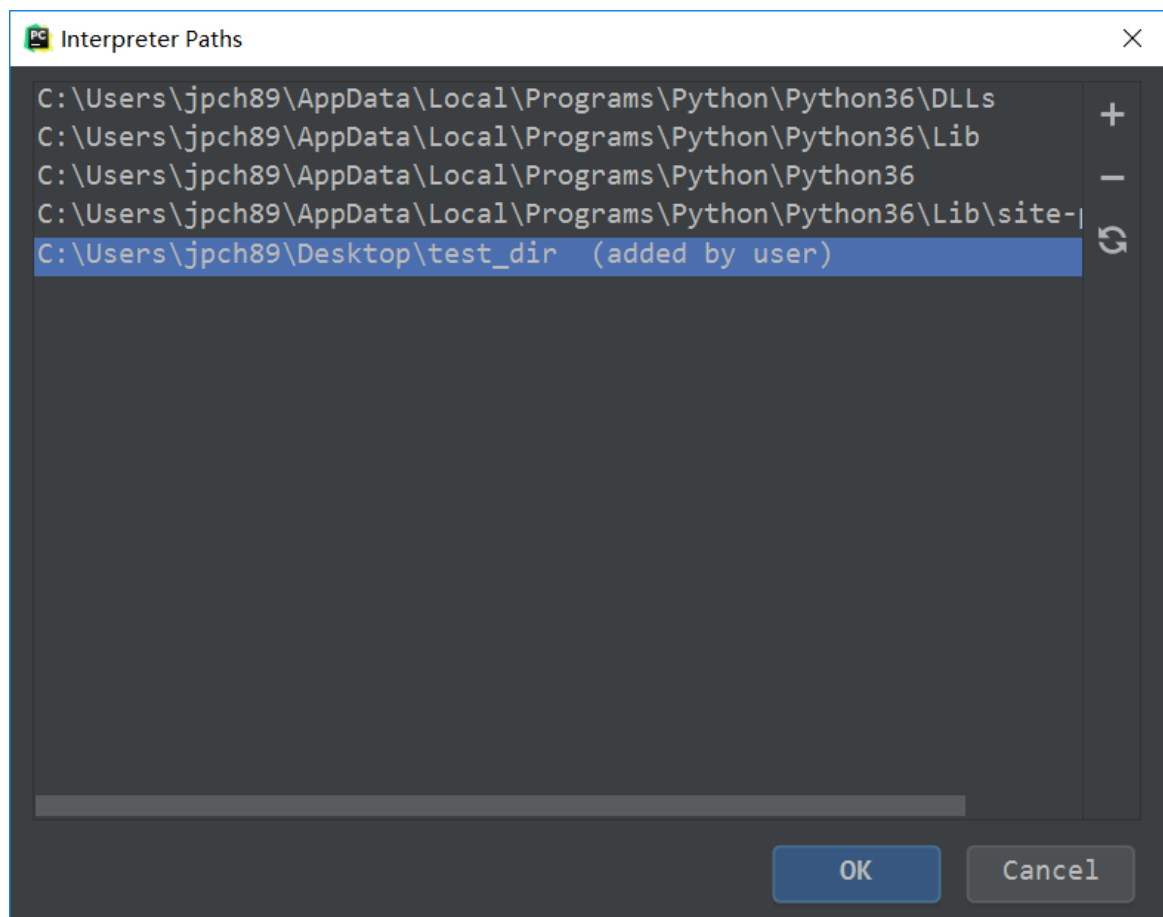 Interpreter Paths
C:\Users\jpch89\AppData\Local\Programs\Python\Python36\DLLs
C:\Users\jpch89\AppData\Local\Programs\Python\Python36\Lib
C:\Users\jpch89\AppData\Local\Programs\Python\Python36
C:\Users\jpch89\AppData\Local\Programs\Python\Python36\Lib\site-
C:\Users\jpch89\Desktop\test_dir (added by user)
OK Cancel